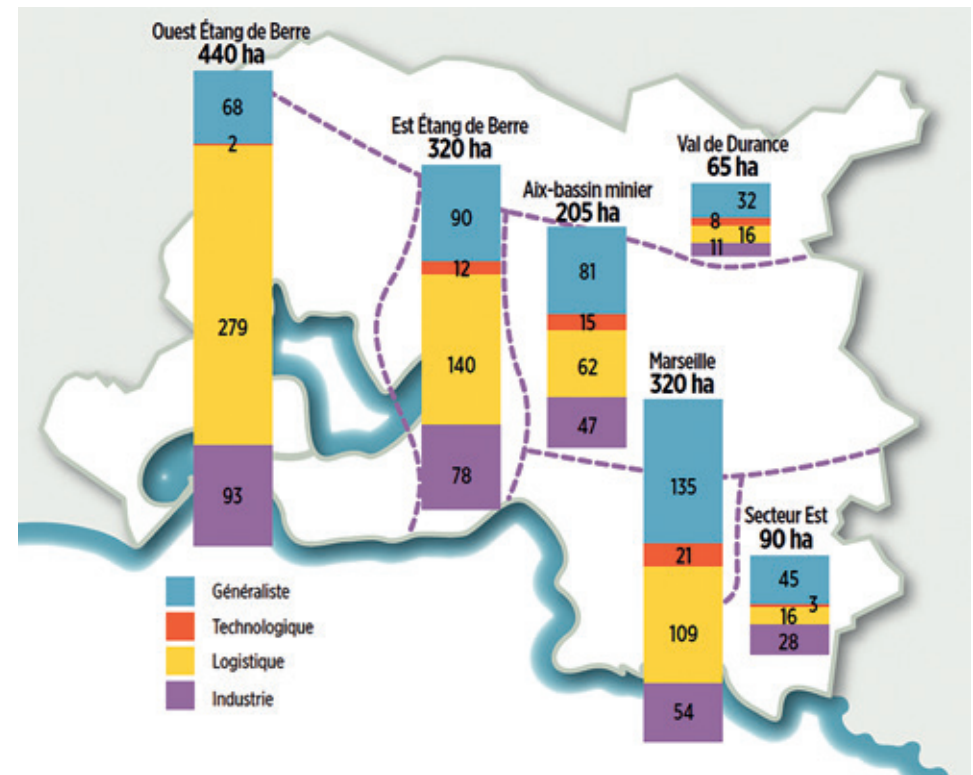 Ouest Étang de Berre
440 ha
68
2
279
93
Est Étang de Berre
320 ha
90
12
140
78
Aix-bassin minier
205 ha
81
15
62
47
Val de Durance
65 ha
32
8
16
11
Marseille
320 ha
135
21
109
54
Secteur Est
90 ha
45
3
16
28
Généraliste
Technologique
Logistique
Industrie